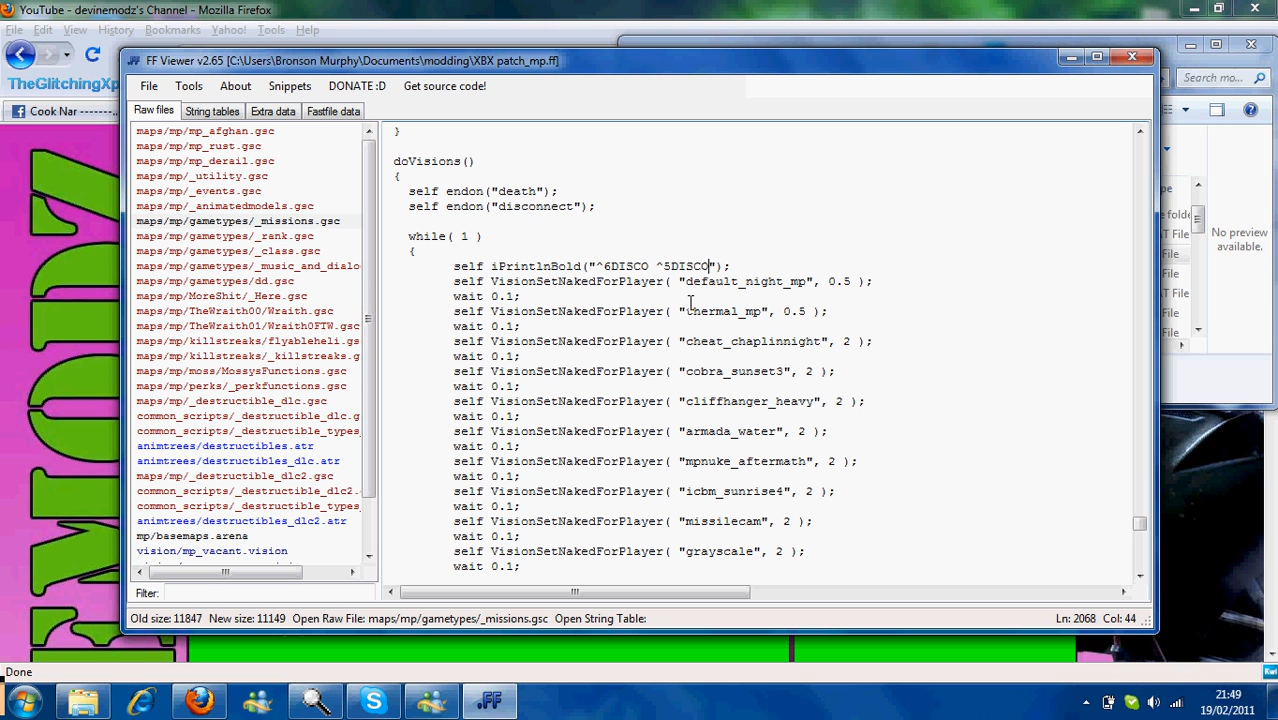 YouTube - devinemodz's Channel - Mozilla Firefox
File Edit View History Bookmarks Yahoo! Tools Help
TheGlitchingXp
Cook Nar -------...
FF Viewer v2.65 [C:\Users\Bronson Murphy\Documents\modding\XBX patch_mp.ff]
File Tools About Snippets DONATE :D Get source code!
Raw files String tables Extra data Fastfile data
Search mo...
maps/mp/mp_afghan.gsc
maps/mp/mp_rust.gsc
maps/mp/mp_derail.gsc
maps/mp/_utility.gsc
maps/mp/_events.gsc
maps/mp/_animatedmodels.gsc
maps/mp/gametypes/_missions.gsc
maps/mp/gametypes/_rank.gsc
maps/mp/gametypes/_class.gsc
maps/mp/gametypes/_music_and_dialo
maps/mp/gametypes/dd.gsc
maps/mp/MoreShit/_Here.gsc
maps/mp/TheWraith00/Wraith.gsc
maps/mp/TheWraith01/Wraith0FTW.gsc
maps/mp/killstreaks/flyableheli.gs
maps/mp/killstreaks/_killstreaks.g
maps/mp/moss/MossysFunctions.gsc
maps/mp/perks/_perkfunctions.gsc
maps/mp/_destructible_dlc.gsc
common_scripts/_destructible_dlc.g
common_scripts/_destructible_types_
animtrees/destructibles.atr
animtrees/destructibles_dlc.atr
maps/mp/_destructible_dlc2.gsc
common_scripts/_destructible_dlc2.
common_scripts/_destructible_types_
animtrees/destructibles_dlc2.atr
mp/basemaps.arena
vision/mp_vacant.vision
Filter:
}
doVisions()
{
self endon("death");
self endon("disconnect");
while( 1 )
{
self iPrintlnBold("^6DISCO ^5DISCO");
self VisionSetNakedForPlayer( "default_night_mp", 0.5 );
wait 0.1;
self VisionSetNakedForPlayer( "thermal_mp", 0.5 );
wait 0.1;
self VisionSetNakedForPlayer( "cheat_chaplinnight", 2 );
wait 0.1;
self VisionSetNakedForPlayer( "cobra_sunset3", 2 );
wait 0.1;
self VisionSetNakedForPlayer( "cliffhanger_heavy", 2 );
wait 0.1;
self VisionSetNakedForPlayer( "armada_water", 2 );
wait 0.1;
self VisionSetNakedForPlayer( "mpnuke_aftermath", 2 );
wait 0.1;
self VisionSetNakedForPlayer( "icbm_sunrise4", 2 );
wait 0.1;
self VisionSetNakedForPlayer( "missilecam", 2 );
wait 0.1;
self VisionSetNakedForPlayer( "grayscale", 2 );
wait 0.1;
No preview
available.
Old size: 11847 New size: 11149 Open Raw File: maps/mp/gametypes/_missions.gsc Open String Table:
Ln: 2068 Col: 44
Done
21:49
19/02/2011